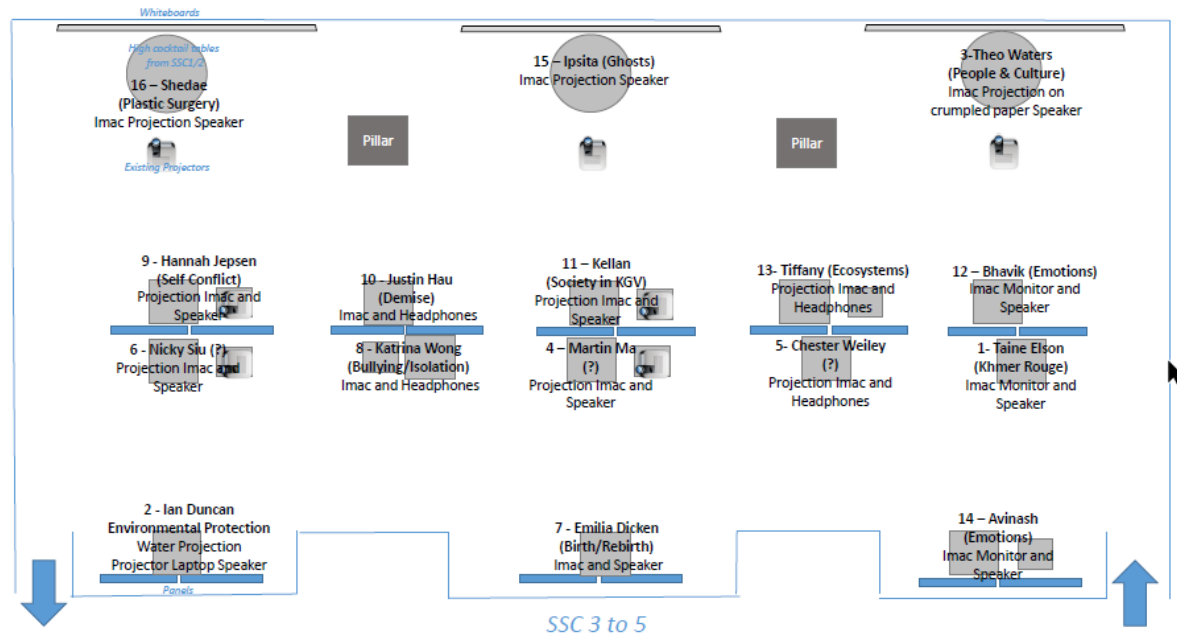 Whiteboards
High cocktail tables
from SSC1/2
16 – Shedae
(Plastic Surgery)
Imac Projection Speaker
15 – Ipsita (Ghosts)
Imac Projection Speaker
3-Theo Waters
(People & Culture)
Imac Projection on
crumpled paper Speaker
Pillar
Pillar
Existing Projectors
9 - Hannah Jepsen
(Self Conflict)
Projection Imac and
Speaker
10 - Justin Hau
(Demise)
Imac and Headphones
11 – Kellan
(Society in KGV)
Projection Imac and
Speaker
13- Tiffany (Ecosystems)
Projection Imac and
Headphones
12 – Bhavik (Emotions)
Imac Monitor and
Speaker
6 - Nicky Siu (?)
Projection Imac and
Speaker
8 - Katrina Wong
(Bullying/Isolation)
Imac and Headphones
4 – Martin Ma
(?)
Projection Imac and
Speaker
5- Chester Weiley
(?)
Projection Imac and
Headphones
1- Taine Elson
(Khmer Rouge)
Imac Monitor and
Speaker
2 - Ian Duncan
Environmental Protection
Water Projection
Projector Laptop Speaker
Panels
7 - Emilia Dicken
(Birth/Rebirth)
Imac and Speaker
14 – Avinash
(Emotions)
Imac Monitor and
Speaker
SSC 3 to 5